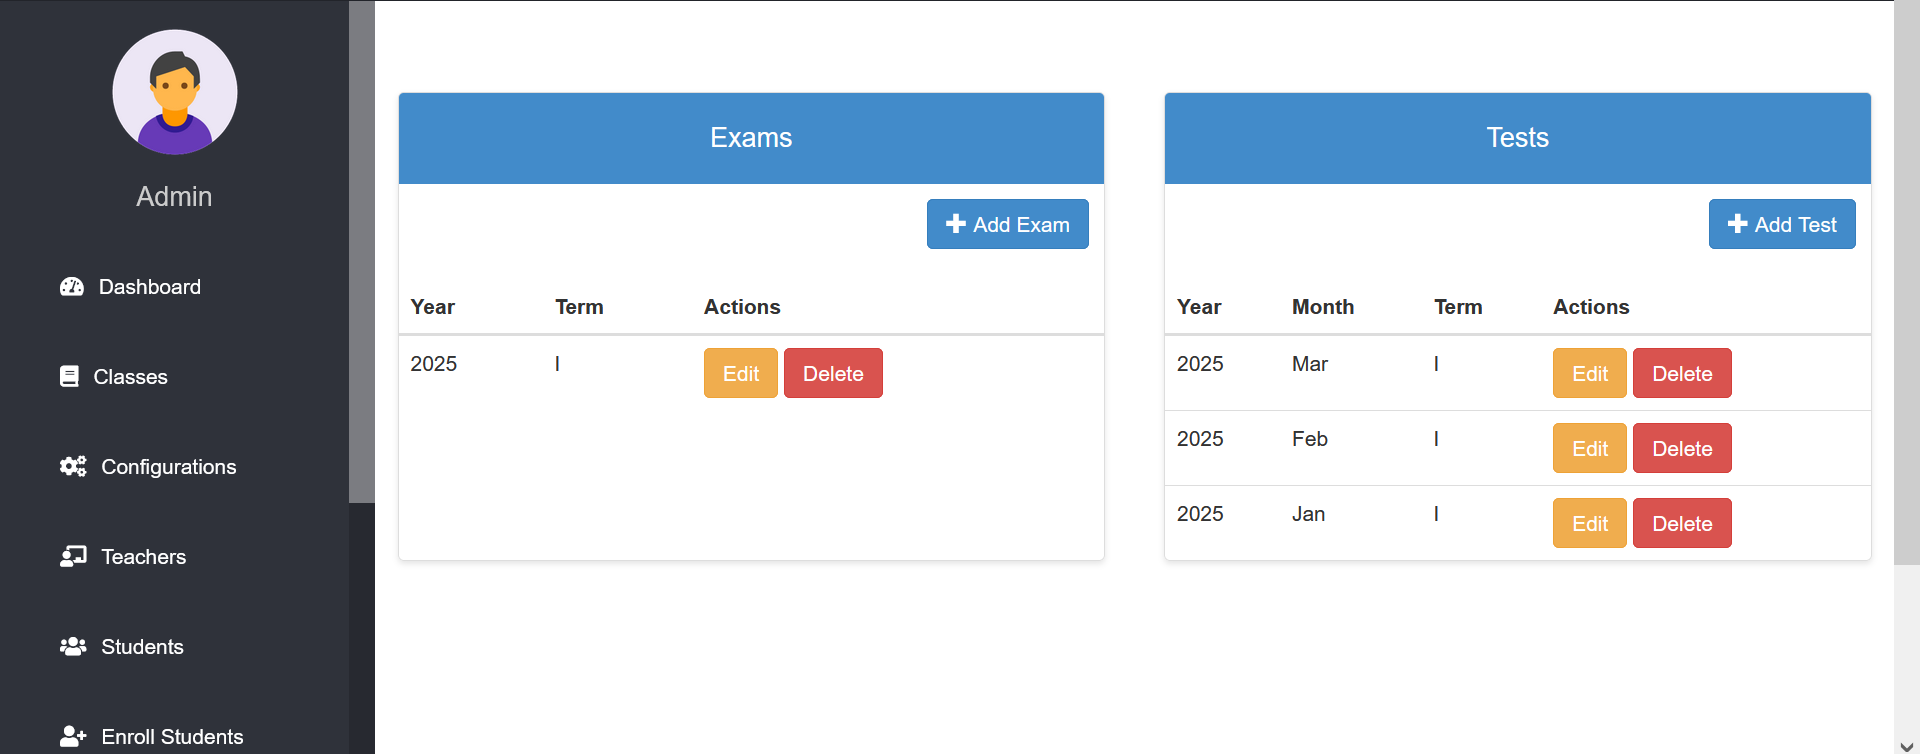 Admin
Dashboard
Classes
Configurations
Teachers
Students
Enroll Students
Exams
Add Exam
Year Term Actions
2025 I Edit Delete
Tests
Add Test
Year Month Term Actions
2025 Mar I Edit Delete
2025 Feb I Edit Delete
2025 Jan I Edit Delete